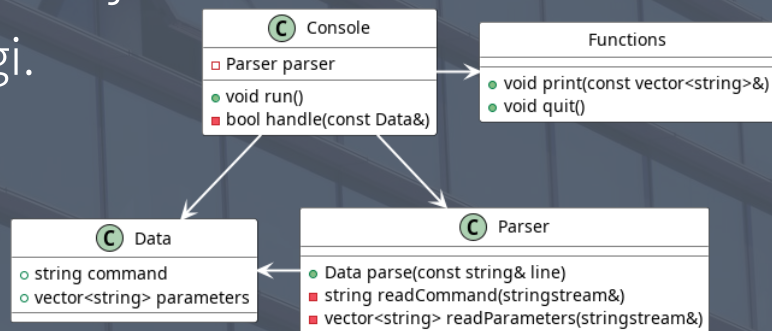 gi.
C Console
Parser parser
void run()
bool handle(const Data&)
Functions
void print(const vector<string>&)
void quit()
C Data
string command
vector<string> parameters
C Parser
Data parse(const string& line)
string readCommand(stringstream&)
vector<string> readParameters(stringstream&)